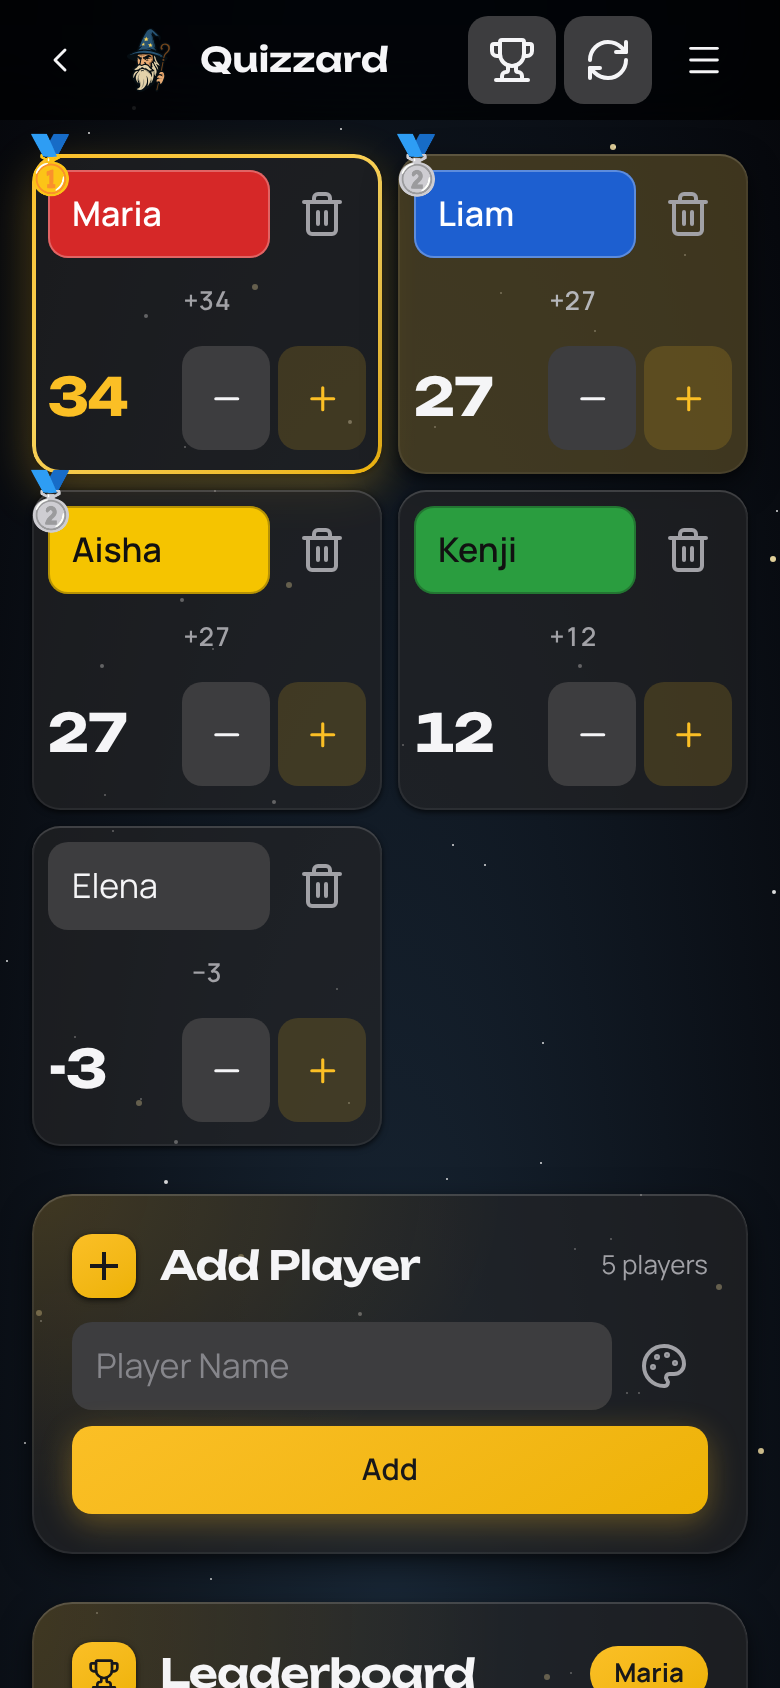 Quizzard
1
Maria
+34
34
2
Liam
+27
27
2
Aisha
+27
27
Kenji
+12
12
Elena
−3
-3
Add Player
5 players
Player Name
Add
Leaderboard
Maria